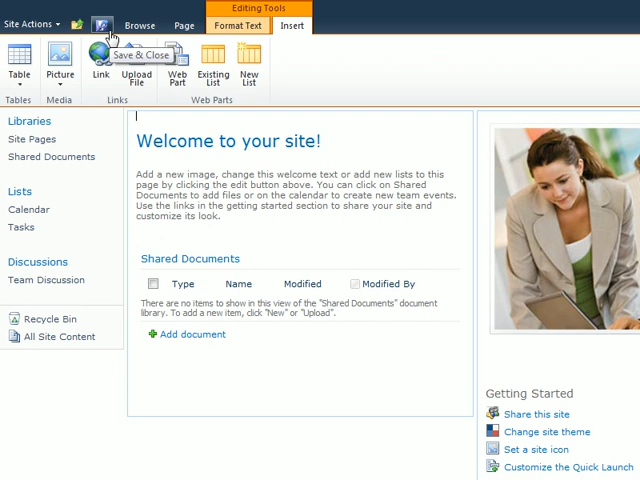 Editing Tools
Site Actions Browse Page Format Text Insert
Save & Close
Table Picture Link Upload File Web Part Existing List New List
Tables Media Links Web Parts
Libraries
Site Pages
Shared Documents
Lists
Calendar
Tasks
Discussions
Team Discussion
Recycle Bin
All Site Content
Welcome to your site!
Add a new image, change this welcome text or add new lists to this
page by clicking the edit button above. You can click on Shared
Documents to add files or on the calendar to create new team events.
Use the links in the getting started section to share your site and
customize its look.
Shared Documents
Type Name Modified Modified By
There are no items to show in this view of the "Shared Documents" document
library. To add a new item, click "New" or "Upload".
Add document
Getting Started
Share this site
Change site theme
Set a site icon
Customize the Quick Launch